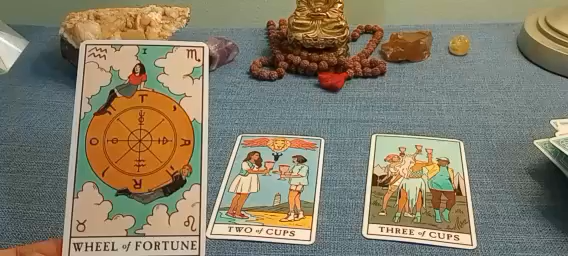 I
T
A
R
O
WHEEL of FORTUNE
TWO of CUPS
THREE of CUPS